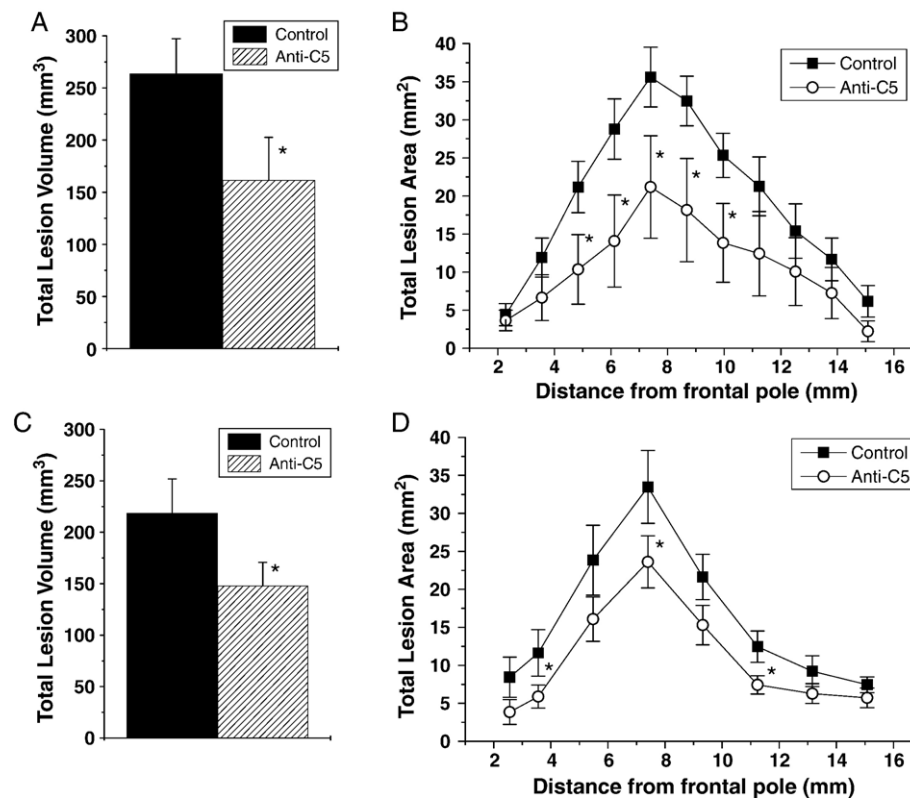 A
Total Lesion Volume (mm³)
300
250
200
150
100
50
0
Control
Anti-C5
*
B
Total Lesion Area (mm²)
40
35
30
25
20
15
10
5
0
Control
Anti-C5
*
*
*
*
*
2 4 6 8 10 12 14 16
Distance from frontal pole (mm)
C
Total Lesion Volume (mm³)
300
250
200
150
100
50
0
Control
Anti-C5
*
D
Total Lesion Area (mm²)
40
35
30
25
20
15
10
5
0
Control
Anti-C5
*
*
*
2 4 6 8 10 12 14 16
Distance from frontal pole (mm)